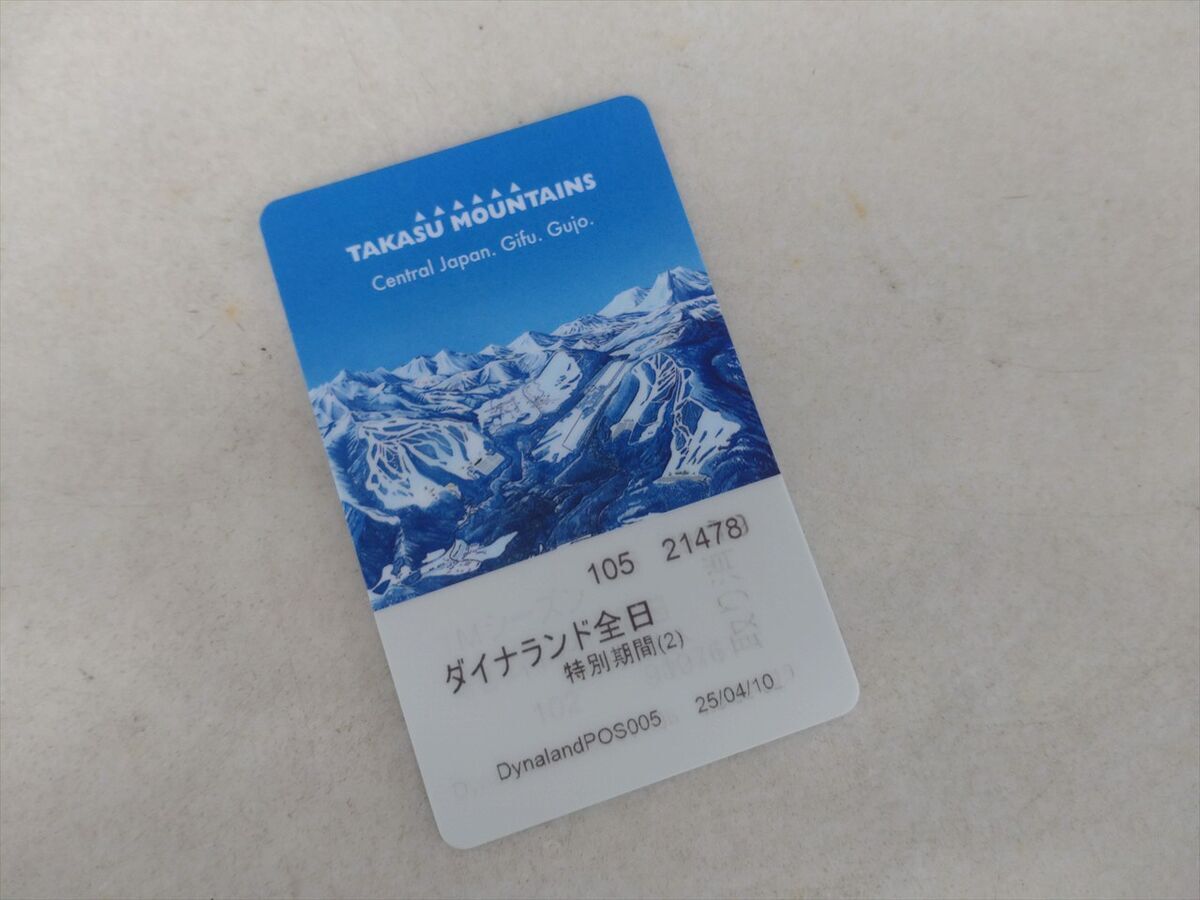 TAKASU MOUNTAINS
Central Japan. Gifu. Gujo.
105 21478
ダイナランド全日
特別期間(2)
DynalandPOS005 25/04/10